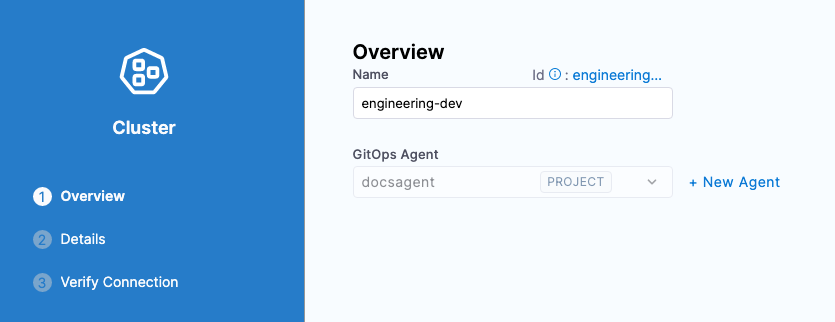 Cluster
1 Overview
2 Details
3 Verify Connection
Overview
Name Id : engineering...
engineering-dev
GitOps Agent
docsagent PROJECT + New Agent